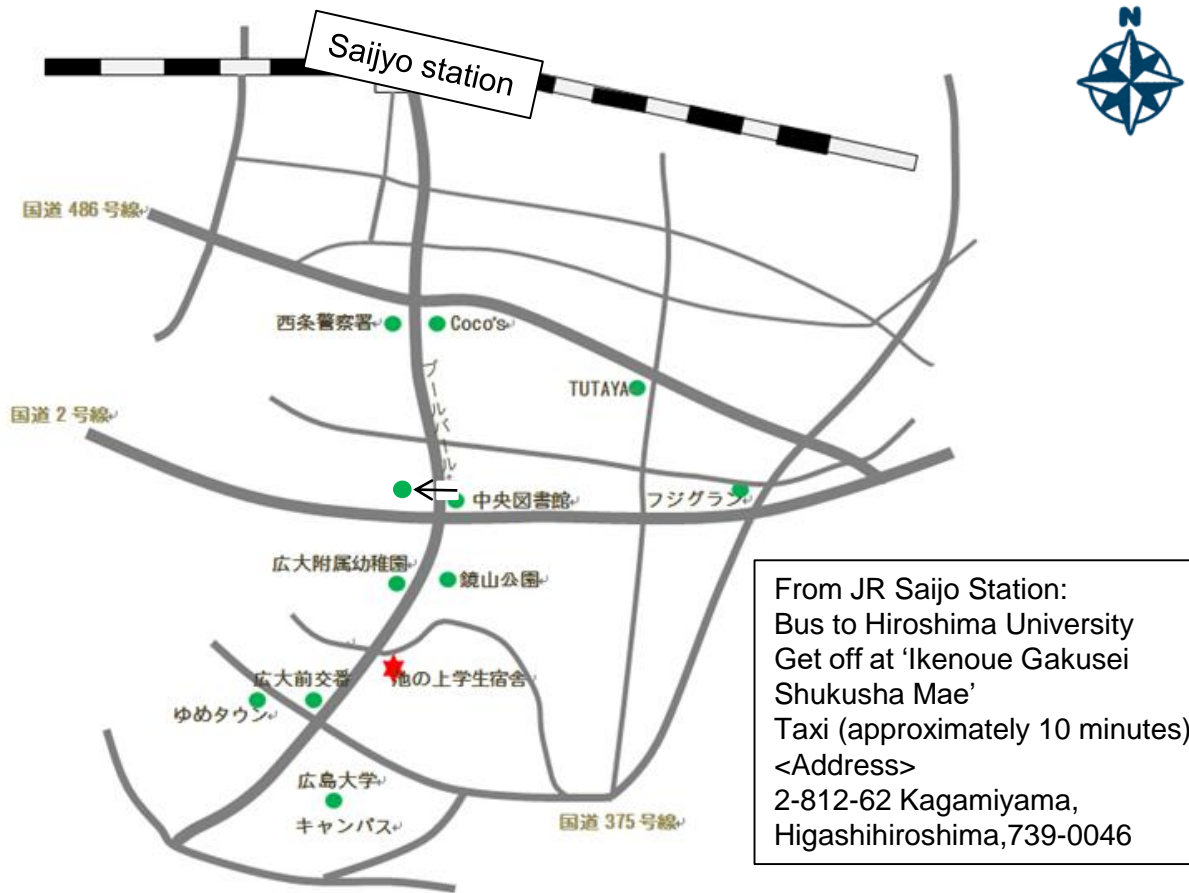 N
Saijyo station
国道 486 号線
西条警察署
Coco's
ブールバール
TUTAYA
国道 2 号線
中央図書館
フジグラン
広大附属幼稚園
鏡山公園
広大前交番
池の上学生宿舎
ゆめタウン
広島大学
キャンパス
国道 375 号線
From JR Saijo Station:
Bus to Hiroshima University
Get off at ‘Ikenoue Gakusei
Shukusha Mae’
Taxi (approximately 10 minutes)
<Address>
2-812-62 Kagamiyama,
Higashihiroshima,739-0046